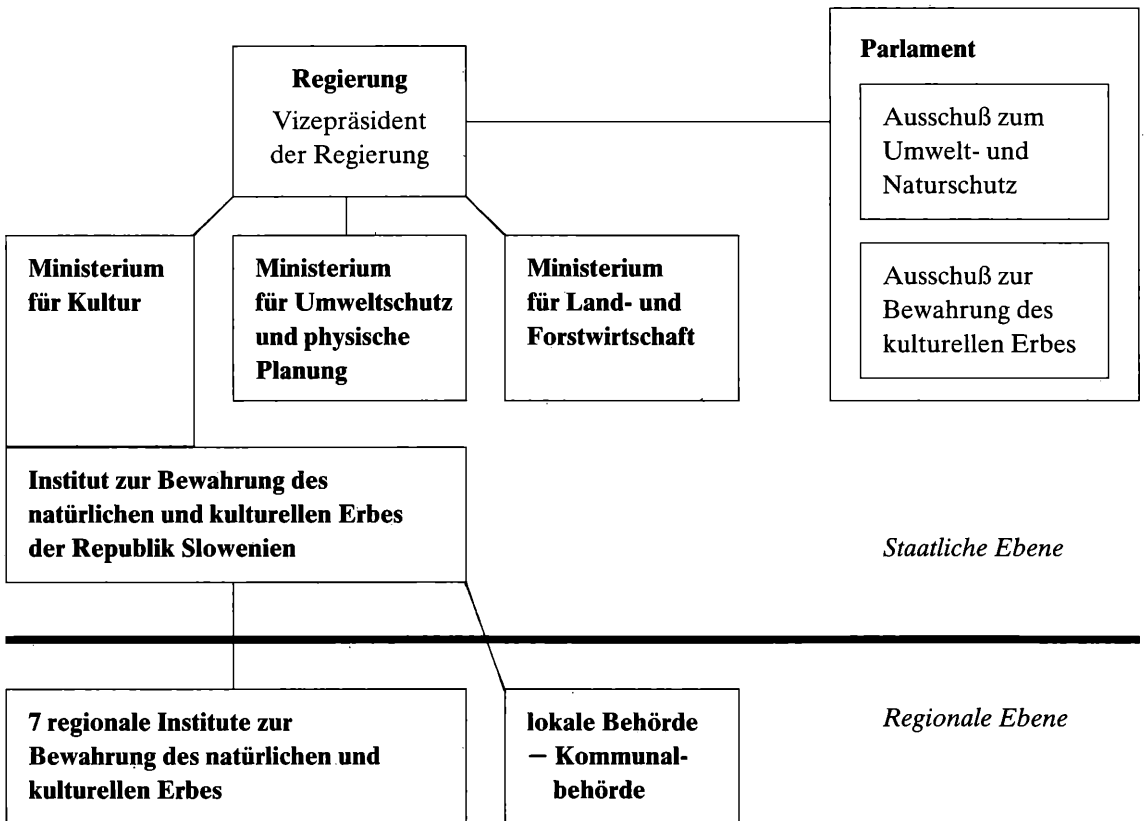 Regierung
Vizepräsident
der Regierung
Parlament
Ausschuß zum
Umwelt- und
Naturschutz
Ausschuß zur
Bewahrung des
kulturellen Erbes
Ministerium
für Kultur
Ministerium
für Umweltschutz
und physische
Planung
Ministerium
für Land- und
Forstwirtschaft
Institut zur Bewahrung des
natürlichen und kulturellen Erbes
der Republik Slowenien
Staatliche Ebene
7 regionale Institute zur
Bewahrung des natürlichen und
kulturellen Erbes
lokale Behörde
— Kommunal-
behörde
Regionale Ebene